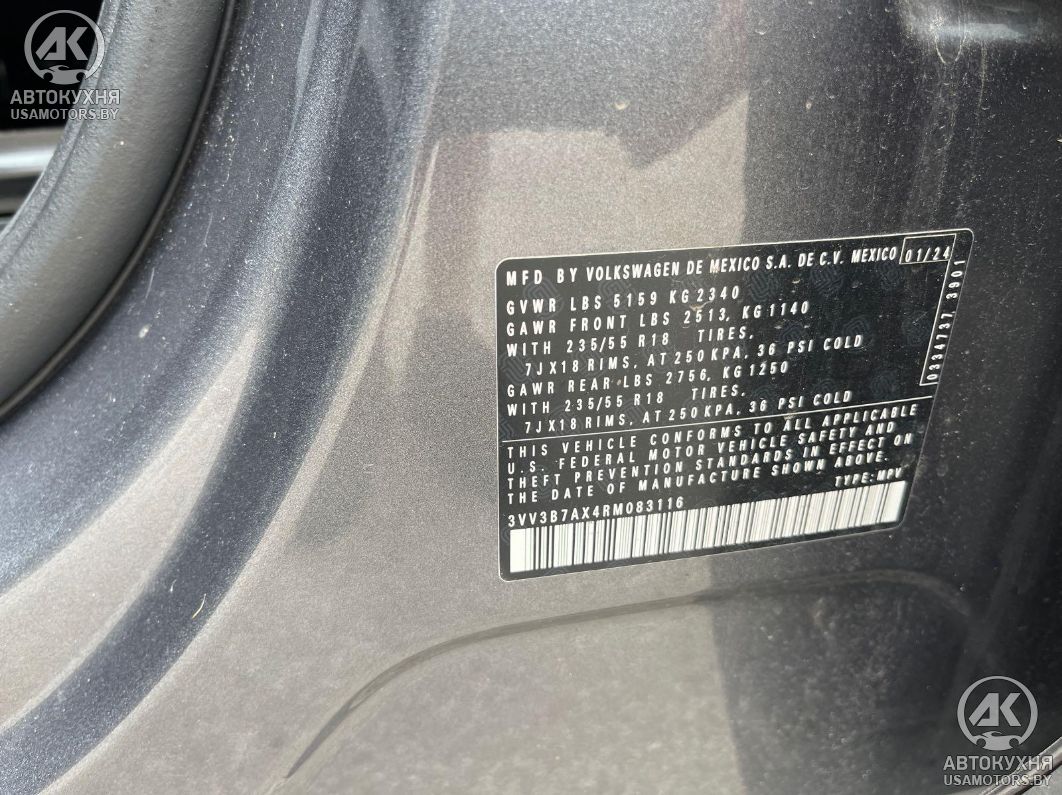 AK
АВТОКУХНЯ
USAMOTORS.BY
MFD BY VOLKSWAGEN DE MEXICO S.A. DE C.V. MEXICO 01/24
GVWR LBS 5159 KG 2340
GAWR FRONT LBS 2513, KG 1140
WITH 235/55 R18 TIRES,
7JX18 RIMS, AT 250 KPA, 36 PSI COLD
GAWR REAR LBS 2756, KG 1250
WITH 235/55 R18 TIRES,
7JX18 RIMS, AT 250 KPA, 36 PSI COLD
0334737,3901
THIS VEHICLE CONFORMS TO ALL APPLICABLE
U.S. FEDERAL MOTOR VEHICLE SAFETY AND
THEFT PREVENTION STANDARDS IN EFFECT ON
THE DATE OF MANUFACTURE SHOWN ABOVE.
TYPE: MPV
3VV3B7AX4RM083116
AK
АВТОКУХНЯ
USAMOTORS.BY